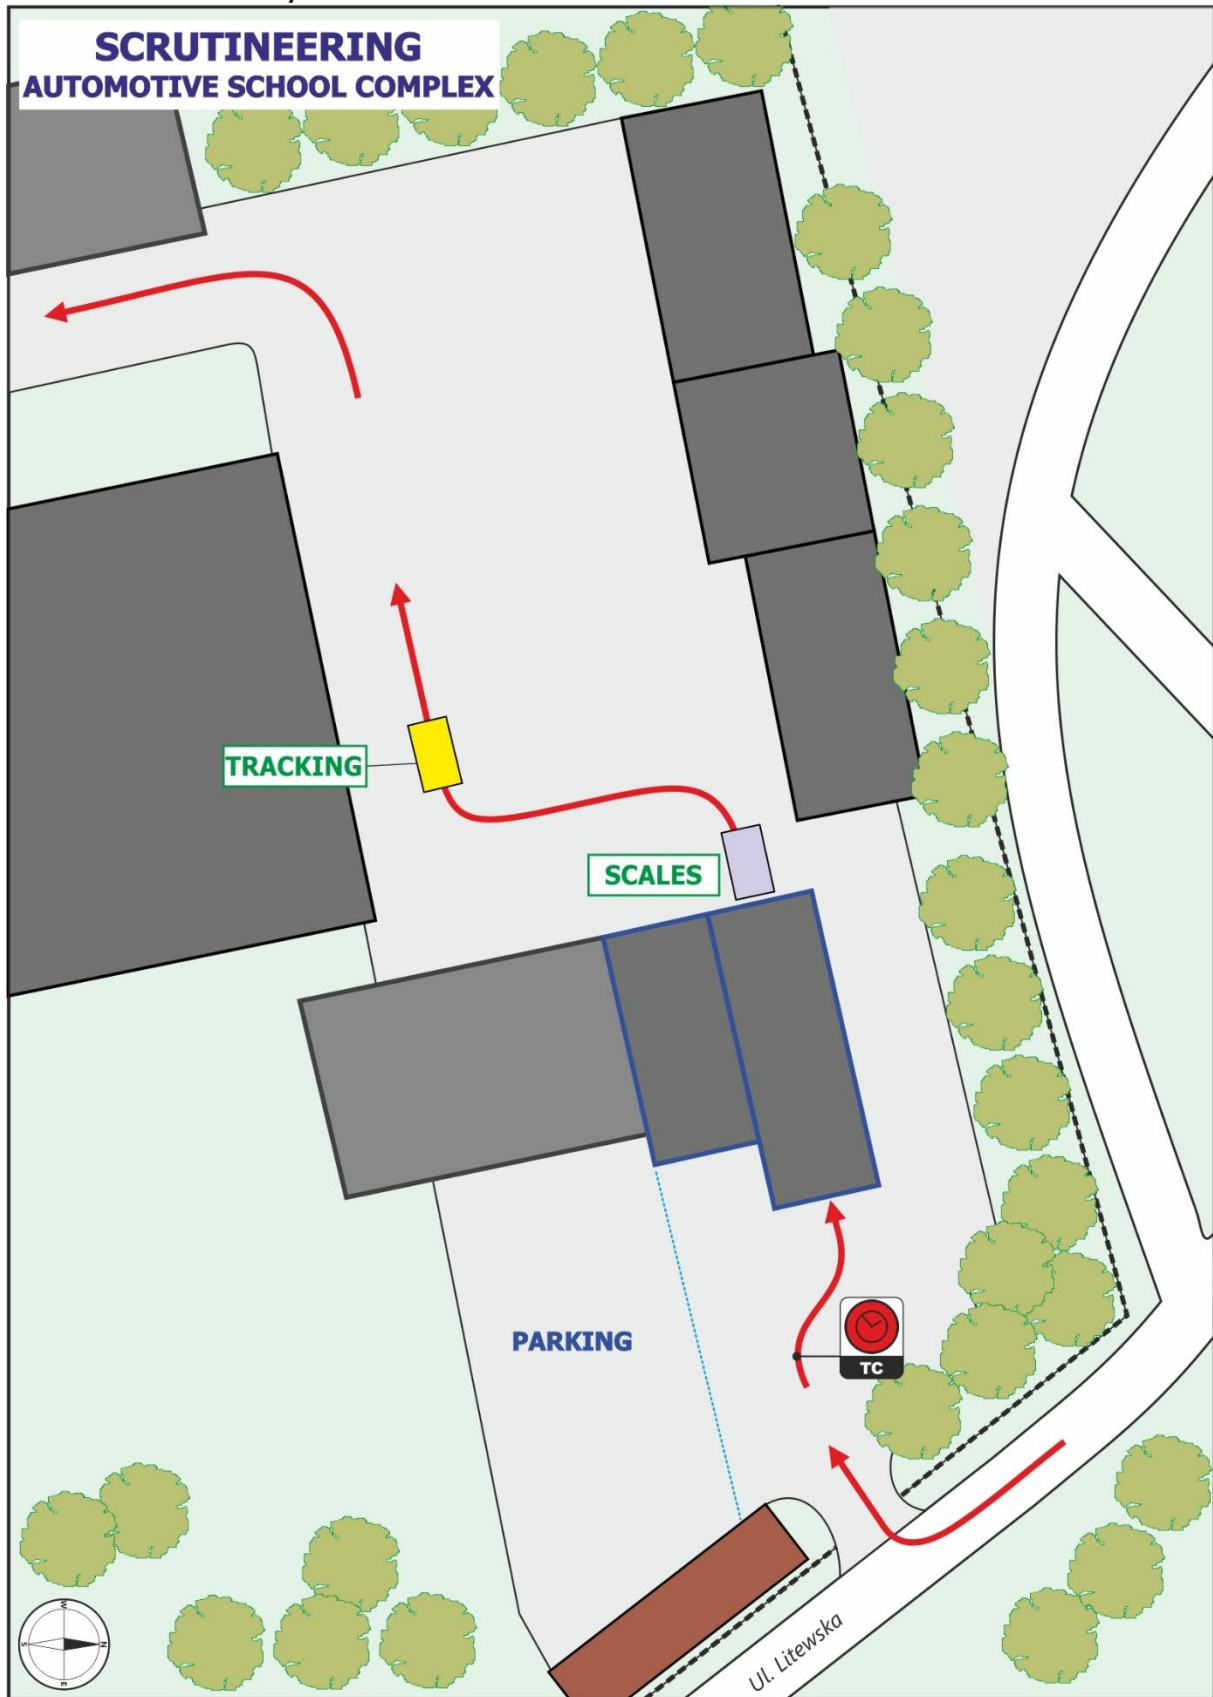 SCRUTINEERING
AUTOMOTIVE SCHOOL COMPLEX
TRACKING
SCALES
PARKING
TC
Ul. Litewska
W
S
N
E